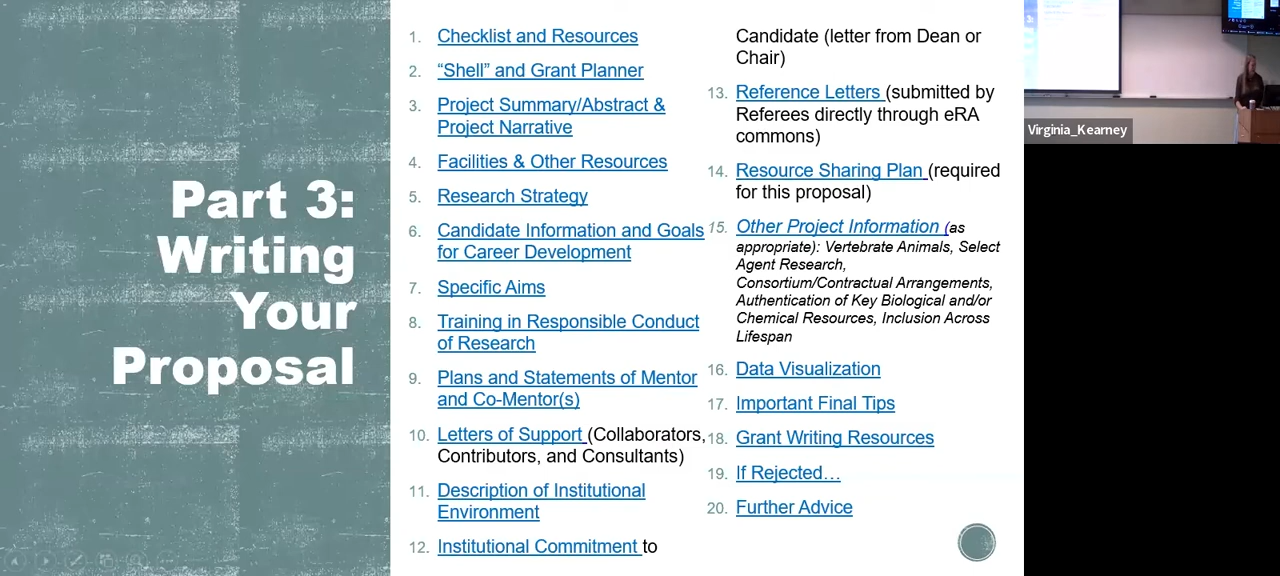 Part 3:
Writing
Your
Proposal
1. Checklist and Resources
2. “Shell” and Grant Planner
3. Project Summary/Abstract &
Project Narrative
4. Facilities & Other Resources
5. Research Strategy
6. Candidate Information and Goals
for Career Development
7. Specific Aims
8. Training in Responsible Conduct
of Research
9. Plans and Statements of Mentor
and Co-Mentor(s)
10. Letters of Support (Collaborators,
Contributors, and Consultants)
11. Description of Institutional
Environment
12. Institutional Commitment to
Candidate (letter from Dean or
Chair)
13. Reference Letters (submitted by
Referees directly through eRA
commons)
14. Resource Sharing Plan (required
for this proposal)
15. Other Project Information (as
appropriate): Vertebrate Animals, Select
Agent Research,
Consortium/Contractual Arrangements,
Authentication of Key Biological and/or
Chemical Resources, Inclusion Across
Lifespan
16. Data Visualization
17. Important Final Tips
18. Grant Writing Resources
19. If Rejected…
20. Further Advice
Virginia_Kearney